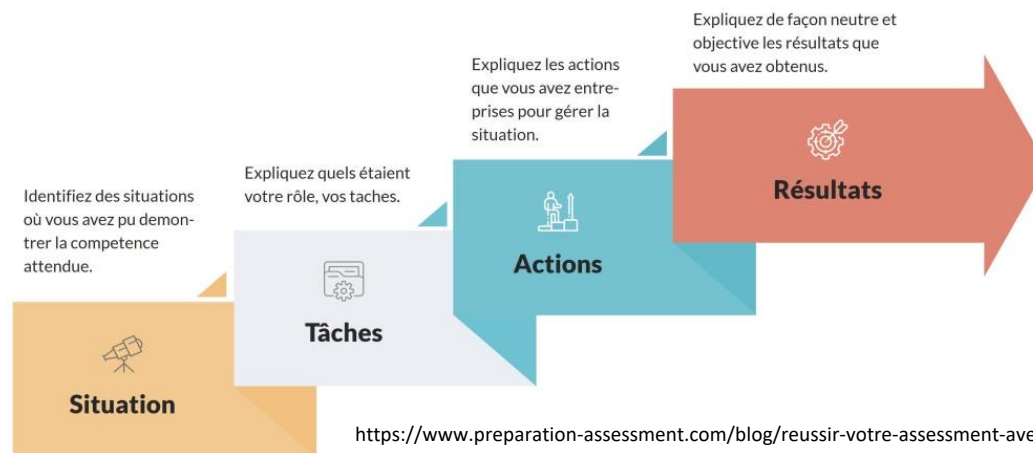 Identifiez des situations
où vous avez pu demon-
trer la competence
attendue.
Situation
Expliquez quels étaient
votre rôle, vos taches.
Tâches
Expliquez les actions
que vous avez entre-
prises pour gérer la
situation.
Actions
Expliquez de façon neutre et
objective les résultats que
vous avez obtenus.
Résultats
https://www.preparation-assessment.com/blog/reussir-votre-assessment-ave